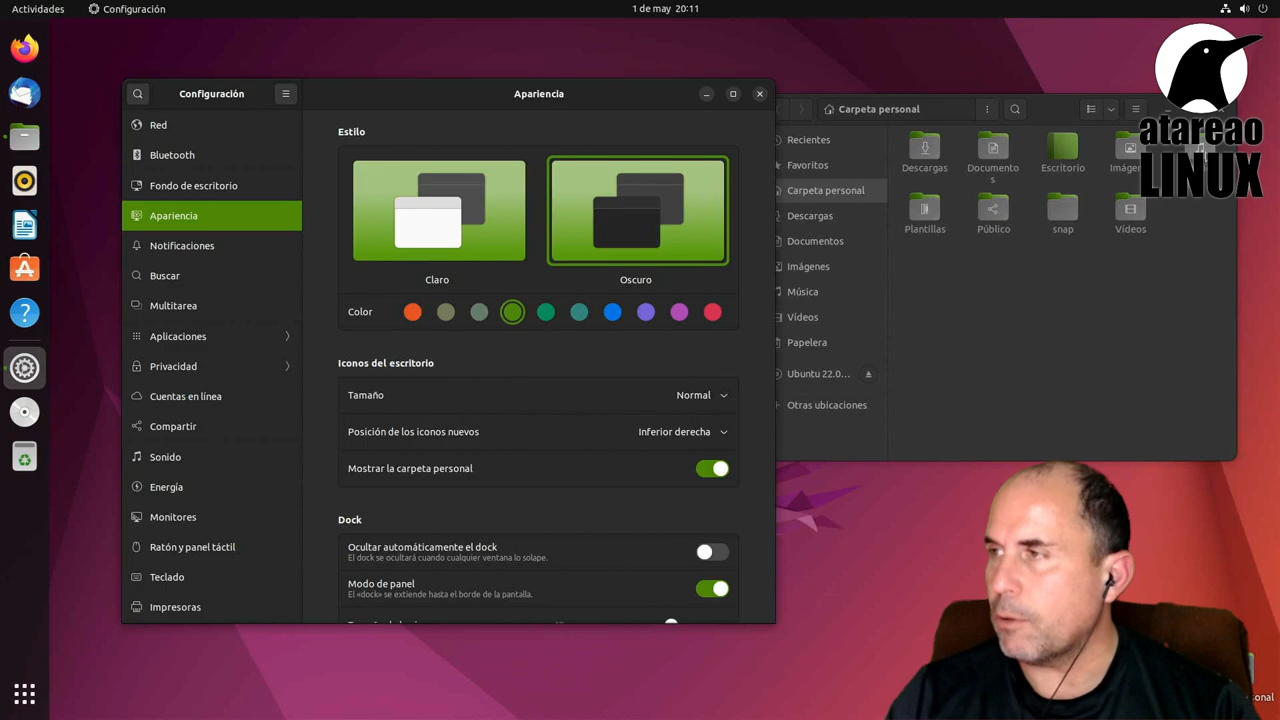 Actividades
Configuración
1 de may  20:11
Configuración
Apariencia
Red
Bluetooth
Fondo de escritorio
Apariencia
Notificaciones
Buscar
Multitarea
Aplicaciones
Privacidad
Cuentas en línea
Compartir
Sonido
Energía
Monitores
Ratón y panel táctil
Teclado
Impresoras
Estilo
Claro
Oscuro
Color
Iconos del escritorio
Tamaño
Normal
Posición de los iconos nuevos
Inferior derecha
Mostrar la carpeta personal
Dock
Ocultar automáticamente el dock
El dock se ocultará cuando cualquier ventana lo solape.
Modo de panel
El «dock» se extiende hasta el borde de la pantalla.
Carpeta personal
Recientes
Favoritos
Carpeta personal
Descargas
Documentos
Imágenes
Música
Vídeos
Papelera
Ubuntu 22.0...
Otras ubicaciones
Descargas
Documento
s
Escritorio
Plantillas
Público
snap
Vídeos
atareao
LINUX